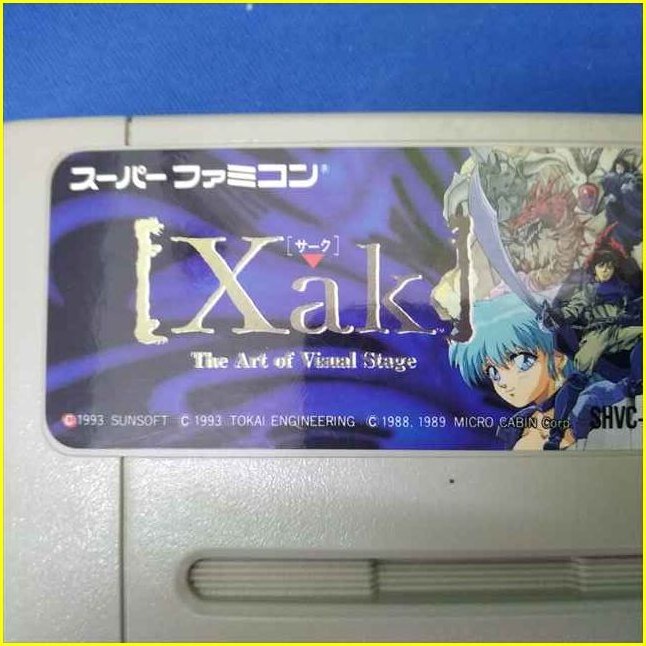 スーパーファミコン®
[サーク]
[Xak]
The Art of Visual Stage
©1993 SUNSOFT © 1993 TOKAI ENGINEERING © 1988, 1989 MICRO CABIN Corp.
SHVC-